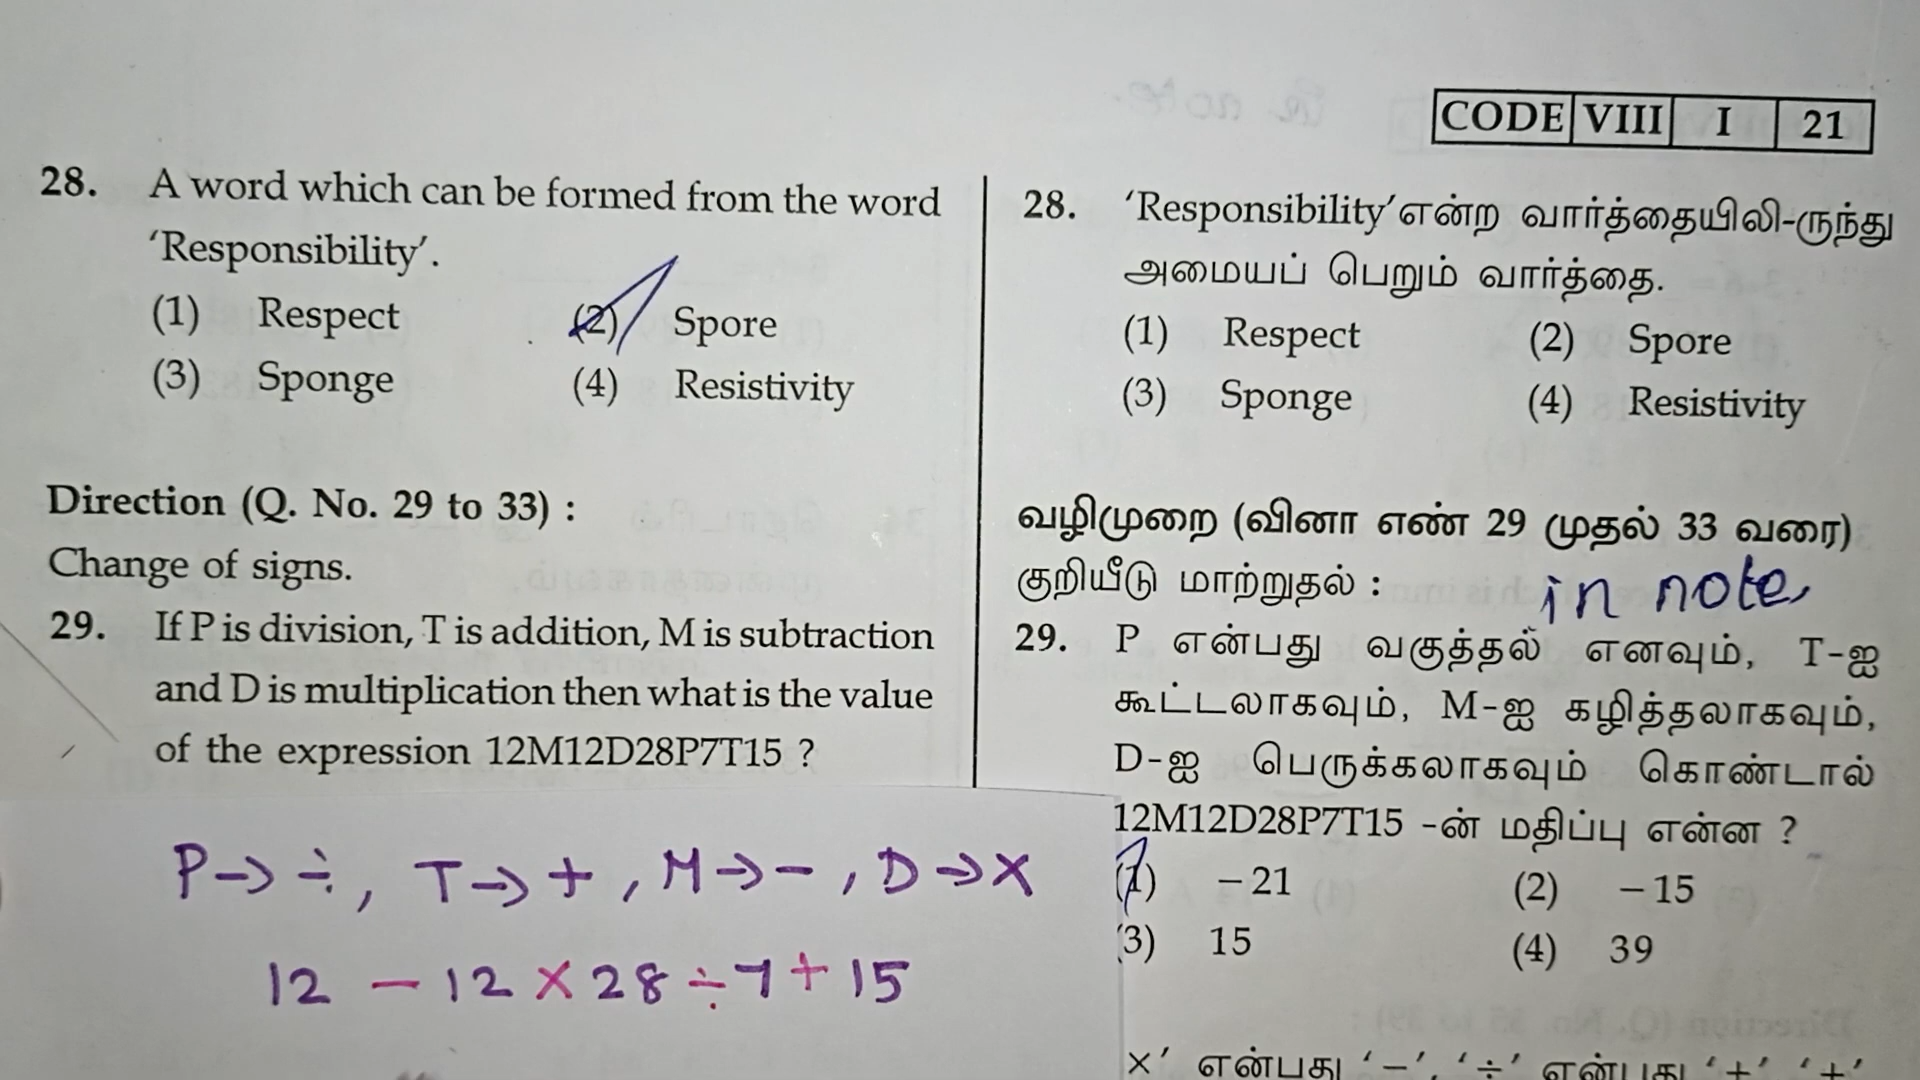 CODE VIII I 21
28. A word which can be formed from the word
'Responsibility'.
(1) Respect (2) Spore
(3) Sponge (4) Resistivity
Direction (Q. No. 29 to 33) :
Change of signs.
29. If P is division, T is addition, M is subtraction
and D is multiplication then what is the value
of the expression 12M12D28P7T15 ?
P→÷, T→+, M→-, D→×
12 - 12 × 28 ÷ 7 + 15
28. 'Responsibility' என்ற வார்த்தையிலி-ருந்து
அமையப் பெறும் வார்த்தை.
(1) Respect (2) Spore
(3) Sponge (4) Resistivity
வழிமுறை (வினா எண் 29 முதல் 33 வரை)
குறியீடு மாற்றுதல் :
in note
29. P என்பது வகுத்தல் எனவும், T-ஐ
கூட்டலாகவும், M-ஐ கழித்தலாகவும்,
D-ஐ பெருக்கலாகவும் கொண்டால்
12M12D28P7T15 -ன் மதிப்பு என்ன ?
(1) -21 (2) -15
(3) 15 (4) 39
×' என்பது '-', '÷' என்பது '+' '+'